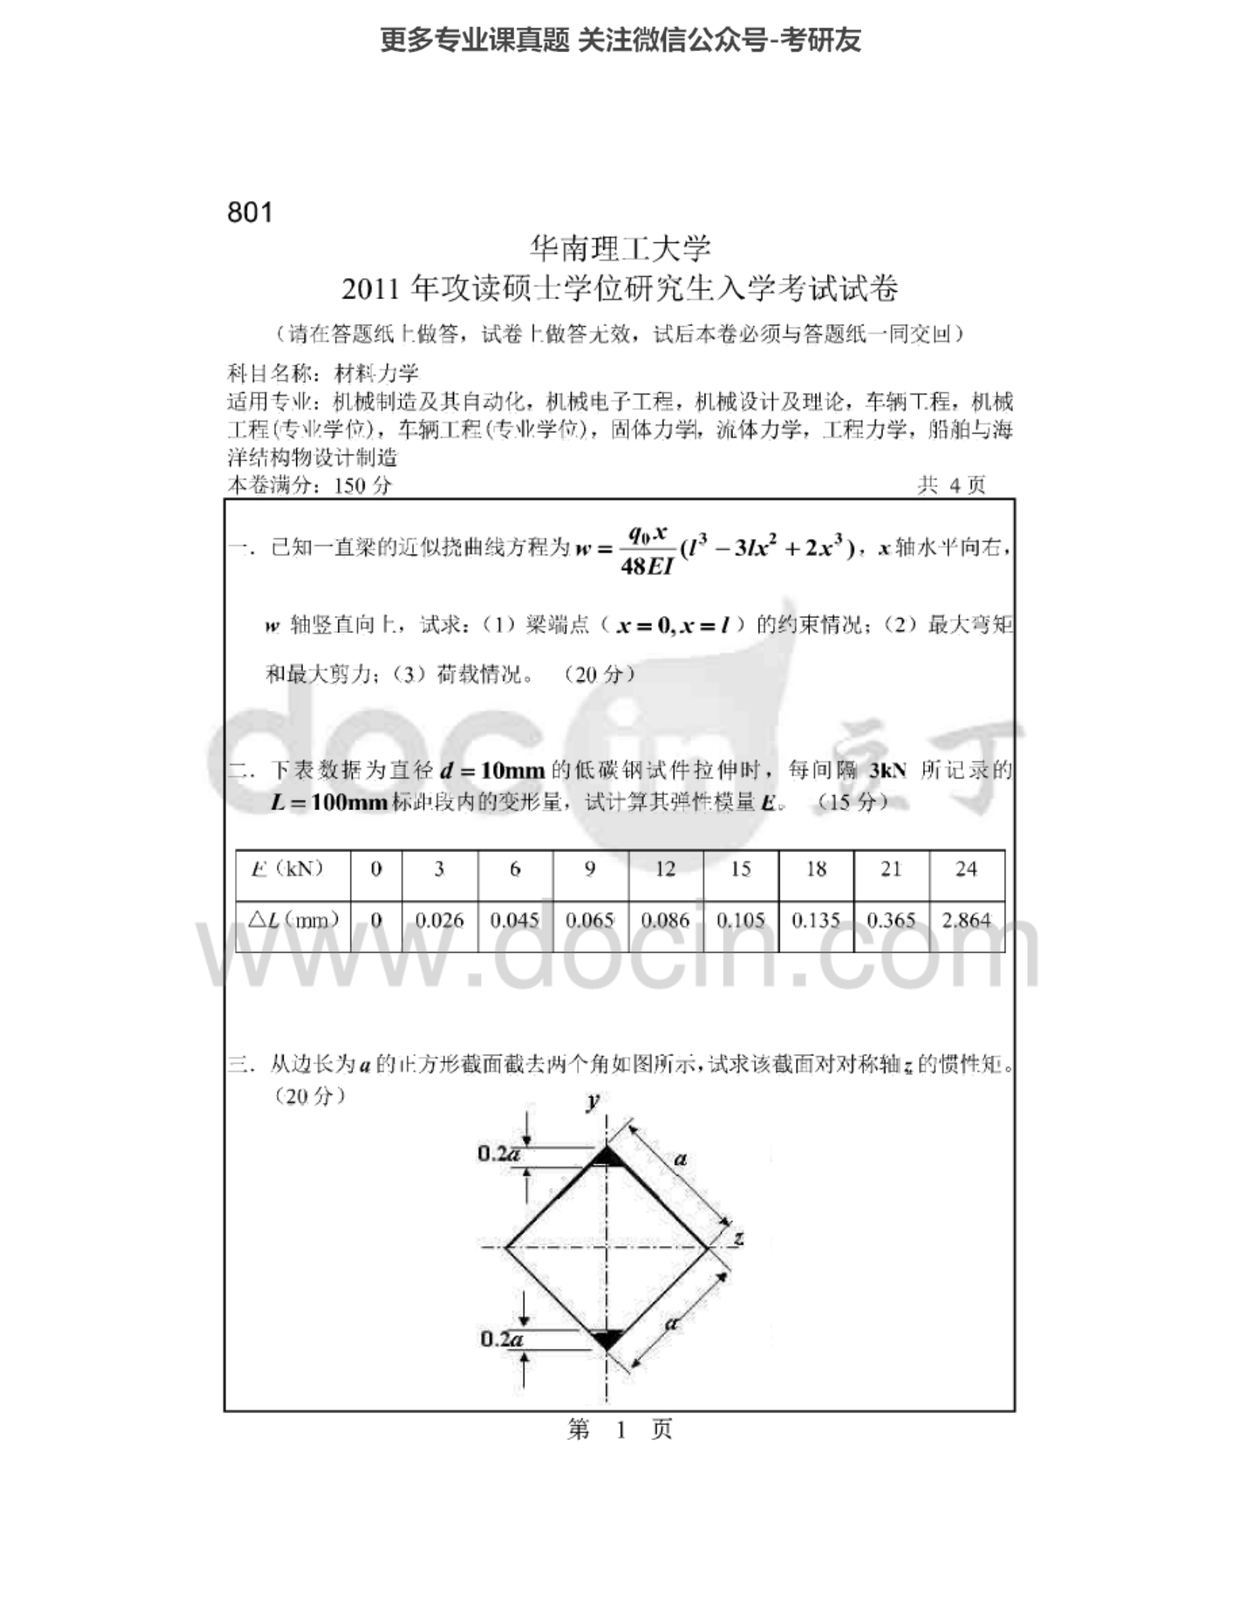 更多专业课真题 关注微信公众号-考研友
801
华南理工大学
2011 年攻读硕士学位研究生入学考试试卷
（请在答题纸上做答，试卷上做答无效，试后本卷必须与答题纸一同交回）
科目名称：材料力学
适用专业：机械制造及其自动化，机械电子工程，机械设计及理论，车辆工程，机械
工程(专业学位)，车辆工程(专业学位)，固体力学，流体力学，工程力学，船舶与海
洋结构物设计制造
本卷满分：150 分 共 4 页
一．已知一直梁的近似挠曲线方程为 w = q₀x/48EI (l³ − 3lx² + 2x³)，x 轴水平向右，
w 轴竖直向上，试求：（1）梁端点（ x = 0, x = l ）的约束情况；（2）最大弯矩
和最大剪力；（3）荷载情况。 （20 分）
二．下表数据为直径 d = 10mm 的低碳钢试件拉伸时，每间隔 3kN 所记录的
L = 100mm 标距段内的变形量，试计算其弹性模量 E。 （15 分）
F（kN） 0 3 6 9 12 15 18 21 24
△L（mm） 0 0.026 0.045 0.065 0.086 0.105 0.135 0.365 2.864
三．从边长为 a 的正方形截面截去两个角如图所示，试求该截面对对称轴 z 的惯性矩。
（20 分）
y
0.2a
a
z
0.2a
a
第 1 页
docin 豆丁
www.docin.com